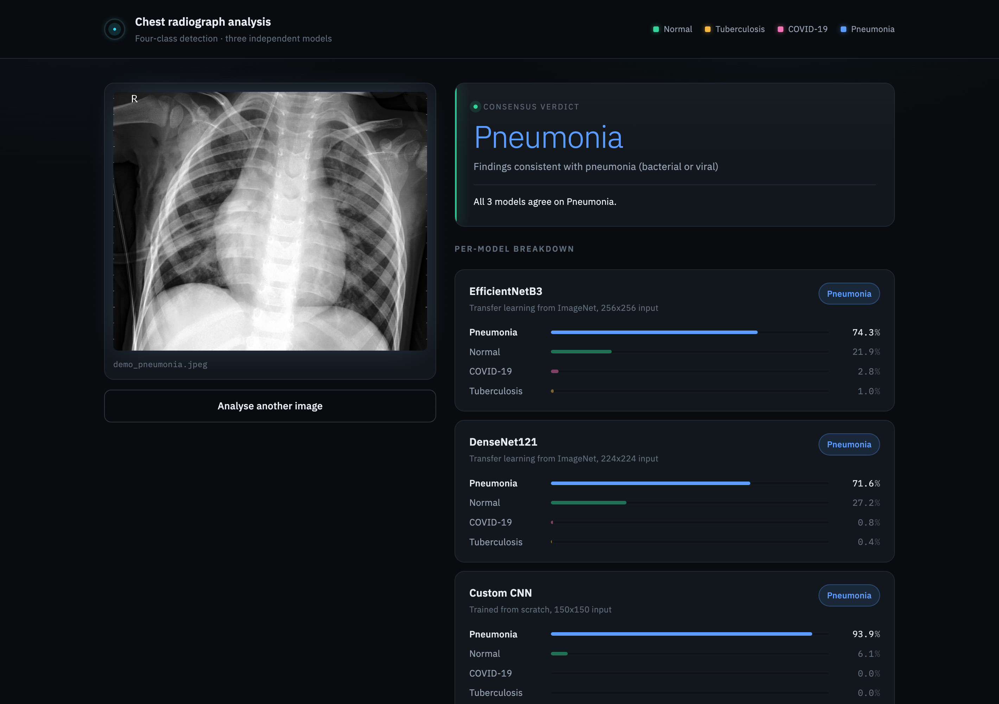 Chest radiograph analysis
Four-class detection · three independent models
Normal
Tuberculosis
COVID-19
Pneumonia
R
demo_pneumonia.jpeg
Analyse another image
CONSENSUS VERDICT
Pneumonia
Findings consistent with pneumonia (bacterial or viral)
All 3 models agree on Pneumonia.
PER-MODEL BREAKDOWN
EfficientNetB3
Pneumonia
Transfer learning from ImageNet, 256x256 input
Pneumonia 74.3%
Normal 21.9%
COVID-19 2.8%
Tuberculosis 1.0%
DenseNet121
Pneumonia
Transfer learning from ImageNet, 224x224 input
Pneumonia 71.6%
Normal 27.2%
COVID-19 0.8%
Tuberculosis 0.4%
Custom CNN
Pneumonia
Trained from scratch, 150x150 input
Pneumonia 93.9%
Normal 6.1%
COVID-19 0.0%
Tuberculosis 0.0%